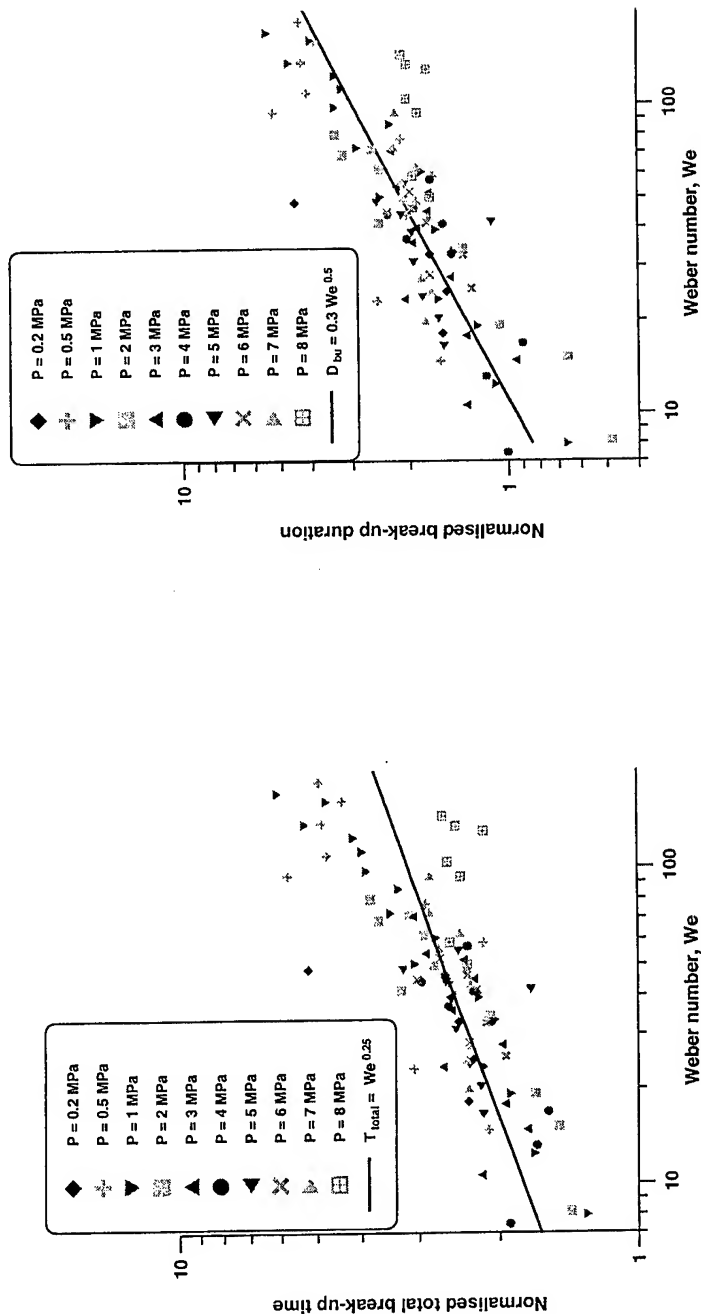 Normalised total break-up time
10
1
P = 0.2 MPa
P = 0.5 MPa
P = 1 MPa
P = 2 MPa
P = 3 MPa
P = 4 MPa
P = 5 MPa
P = 6 MPa
P = 7 MPa
P = 8 MPa
T total = We 0.25
10
100
Weber number, We
Normalised break-up duration
10
1
P = 0.2 MPa
P = 0.5 MPa
P = 1 MPa
P = 2 MPa
P = 3 MPa
P = 4 MPa
P = 5 MPa
P = 6 MPa
P = 7 MPa
P = 8 MPa
D bu = 0.3 We 0.5
10
100
Weber number, We